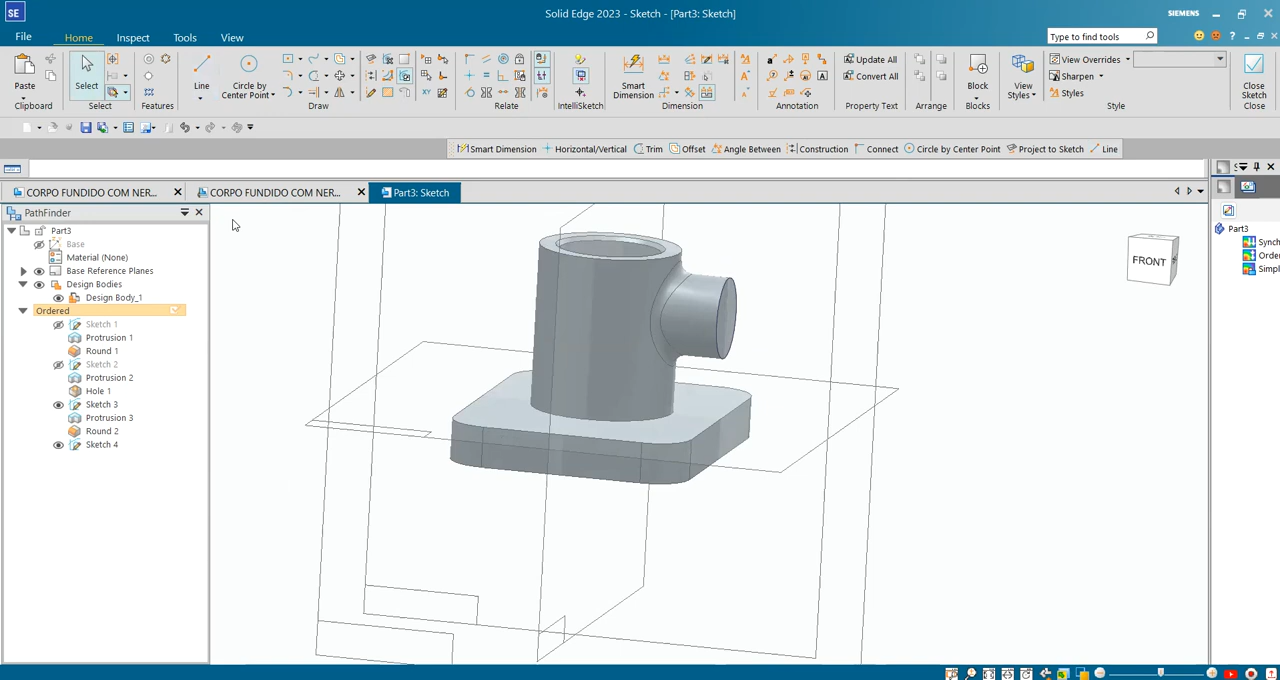 SE
Solid Edge 2023 - Sketch - [Part3: Sketch]
SIEMENS
File
Home
Inspect
Tools
View
Type to find tools
Paste
Clipboard
Select
Select
Features
Line
Circle by
Center Point
Draw
Relate
IntelliSketch
Smart
Dimension
Dimension
Annotation
Update All
Convert All
Property Text
Arrange
Block
Blocks
View
Styles
View Overrides
Sharpen
Styles
Style
Close
Sketch
Close
Smart Dimension
Horizontal/Vertical
Trim
Offset
Angle Between
Construction
Connect
Circle by Center Point
Project to Sketch
Line
CORPO FUNDIDO COM NER...
CORPO FUNDIDO COM NER...
Part3: Sketch
PathFinder
Part3
Base
Material (None)
Base Reference Planes
Design Bodies
Design Body_1
Ordered
Sketch 1
Protrusion 1
Round 1
Sketch 2
Protrusion 2
Hole 1
Sketch 3
Protrusion 3
Round 2
Sketch 4
FRONT
Part3
Synch
Orde
Simpl